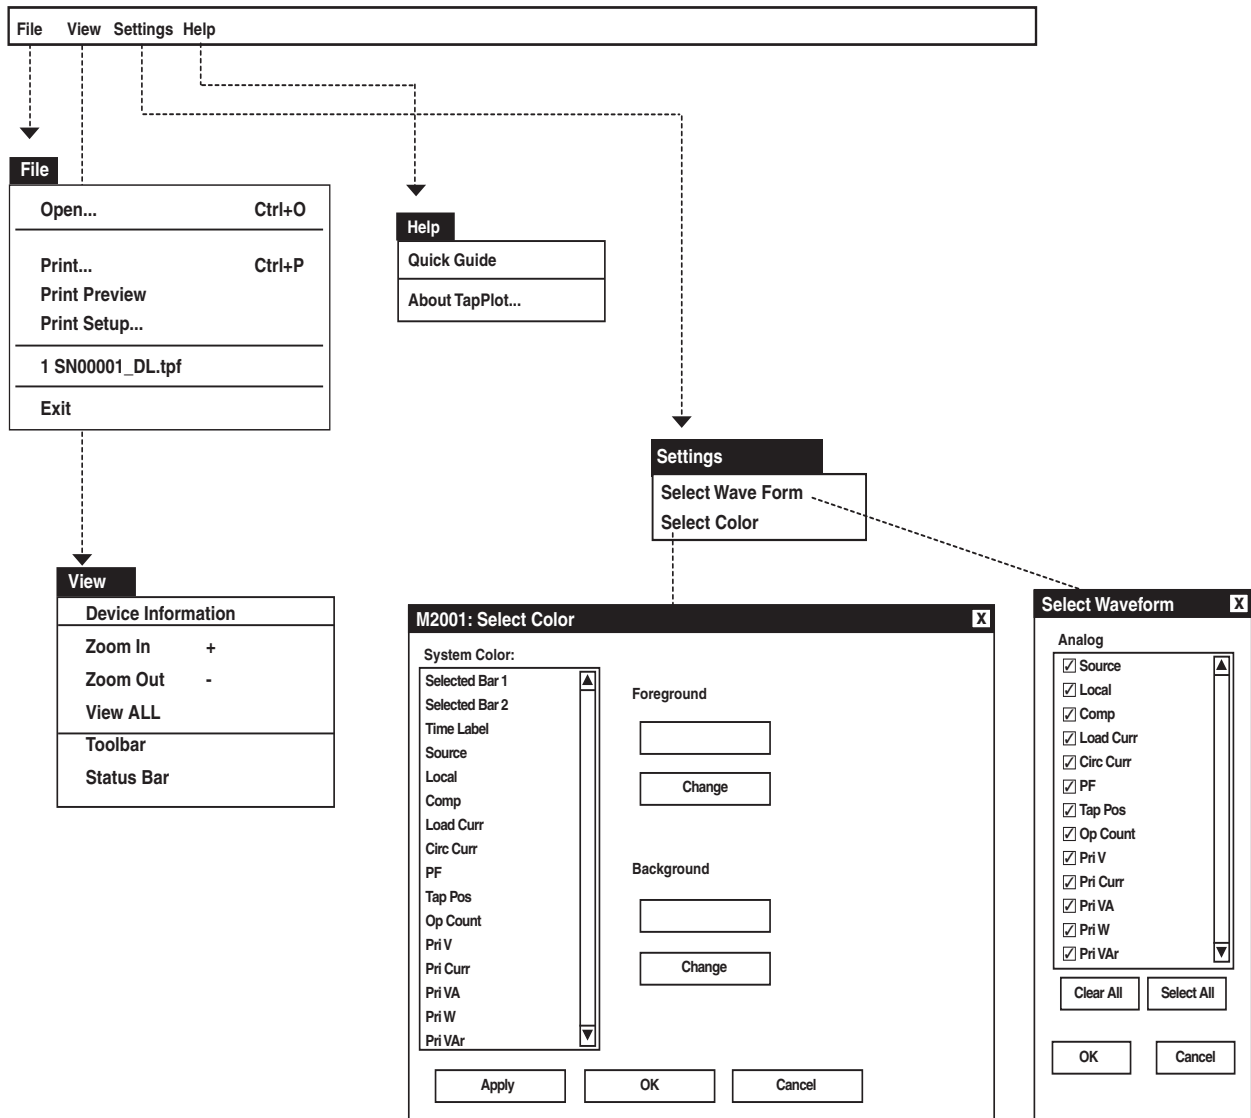 File View Settings Help
File
Open... Ctrl+O
Print... Ctrl+P
Print Preview
Print Setup...
1 SN00001_DL.tpf
Exit
Help
Quick Guide
About TapPlot...
Settings
Select Wave Form
Select Color
View
Device Information
Zoom In +
Zoom Out -
View ALL
Toolbar
Status Bar
M2001: Select Color X
System Color:
Selected Bar 1
Selected Bar 2
Time Label
Source
Local
Comp
Load Curr
Circ Curr
PF
Tap Pos
Op Count
Pri V
Pri Curr
Pri VA
Pri W
Pri VAr
Foreground
Change
Background
Change
Apply OK Cancel
Select Waveform X
Analog
Source
Local
Comp
Load Curr
Circ Curr
PF
Tap Pos
Op Count
Pri V
Pri Curr
Pri VA
Pri W
Pri VAr
Clear All Select All
OK Cancel